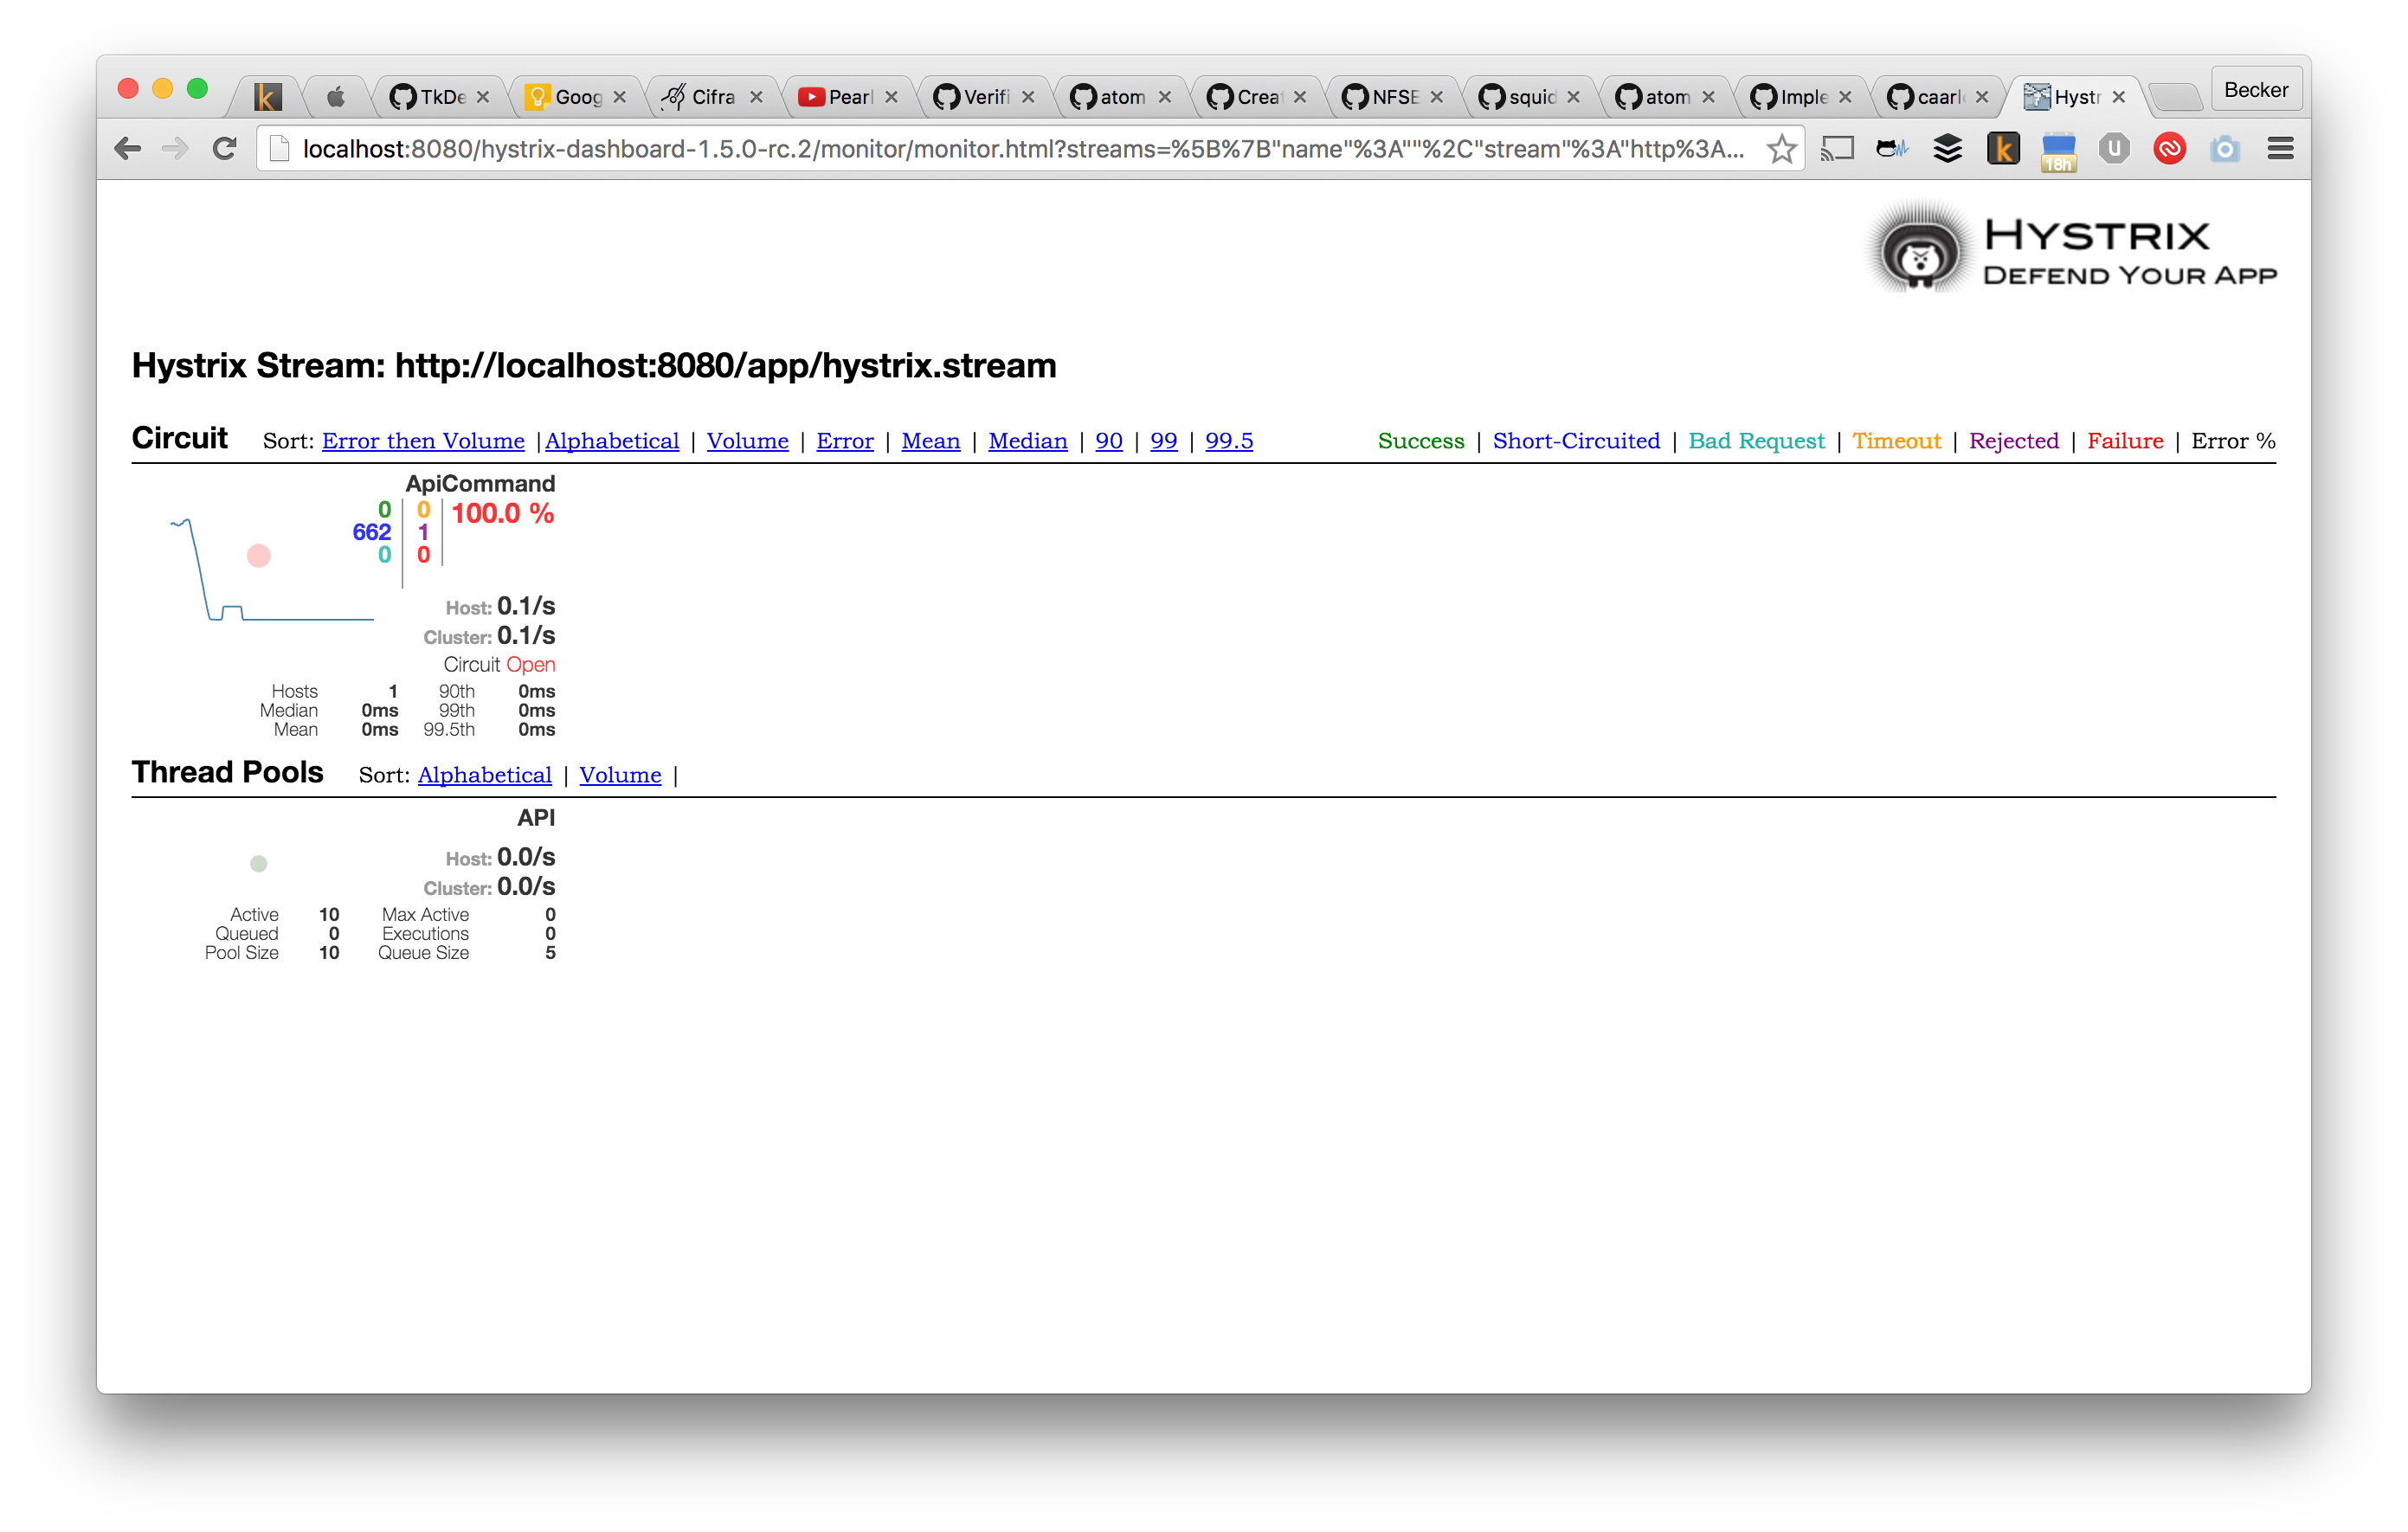 TkDe Goog Cifra Pearl Verifi atom Creat NFSE squid atom Imple caarl Hystr Becker
localhost:8080/hystrix-dashboard-1.5.0-rc.2/monitor/monitor.html?streams=%5B%7B"name"%3A""%2C"stream"%3A"http%3A... 18h
HYSTRIX
DEFEND YOUR APP
Hystrix Stream: http://localhost:8080/app/hystrix.stream
Circuit Sort: Error then Volume | Alphabetical | Volume | Error | Mean | Median | 90 | 99 | 99.5 Success | Short-Circuited | Bad Request | Timeout | Rejected | Failure | Error %
ApiCommand
0 0 100.0 %
662 1
0 0
Host: 0.1/s
Cluster: 0.1/s
Circuit Open
Hosts 1 90th 0ms
Median 0ms 99th 0ms
Mean 0ms 99.5th 0ms
Thread Pools Sort: Alphabetical | Volume |
API
Host: 0.0/s
Cluster: 0.0/s
Active 10 Max Active 0
Queued 0 Executions 0
Pool Size 10 Queue Size 5